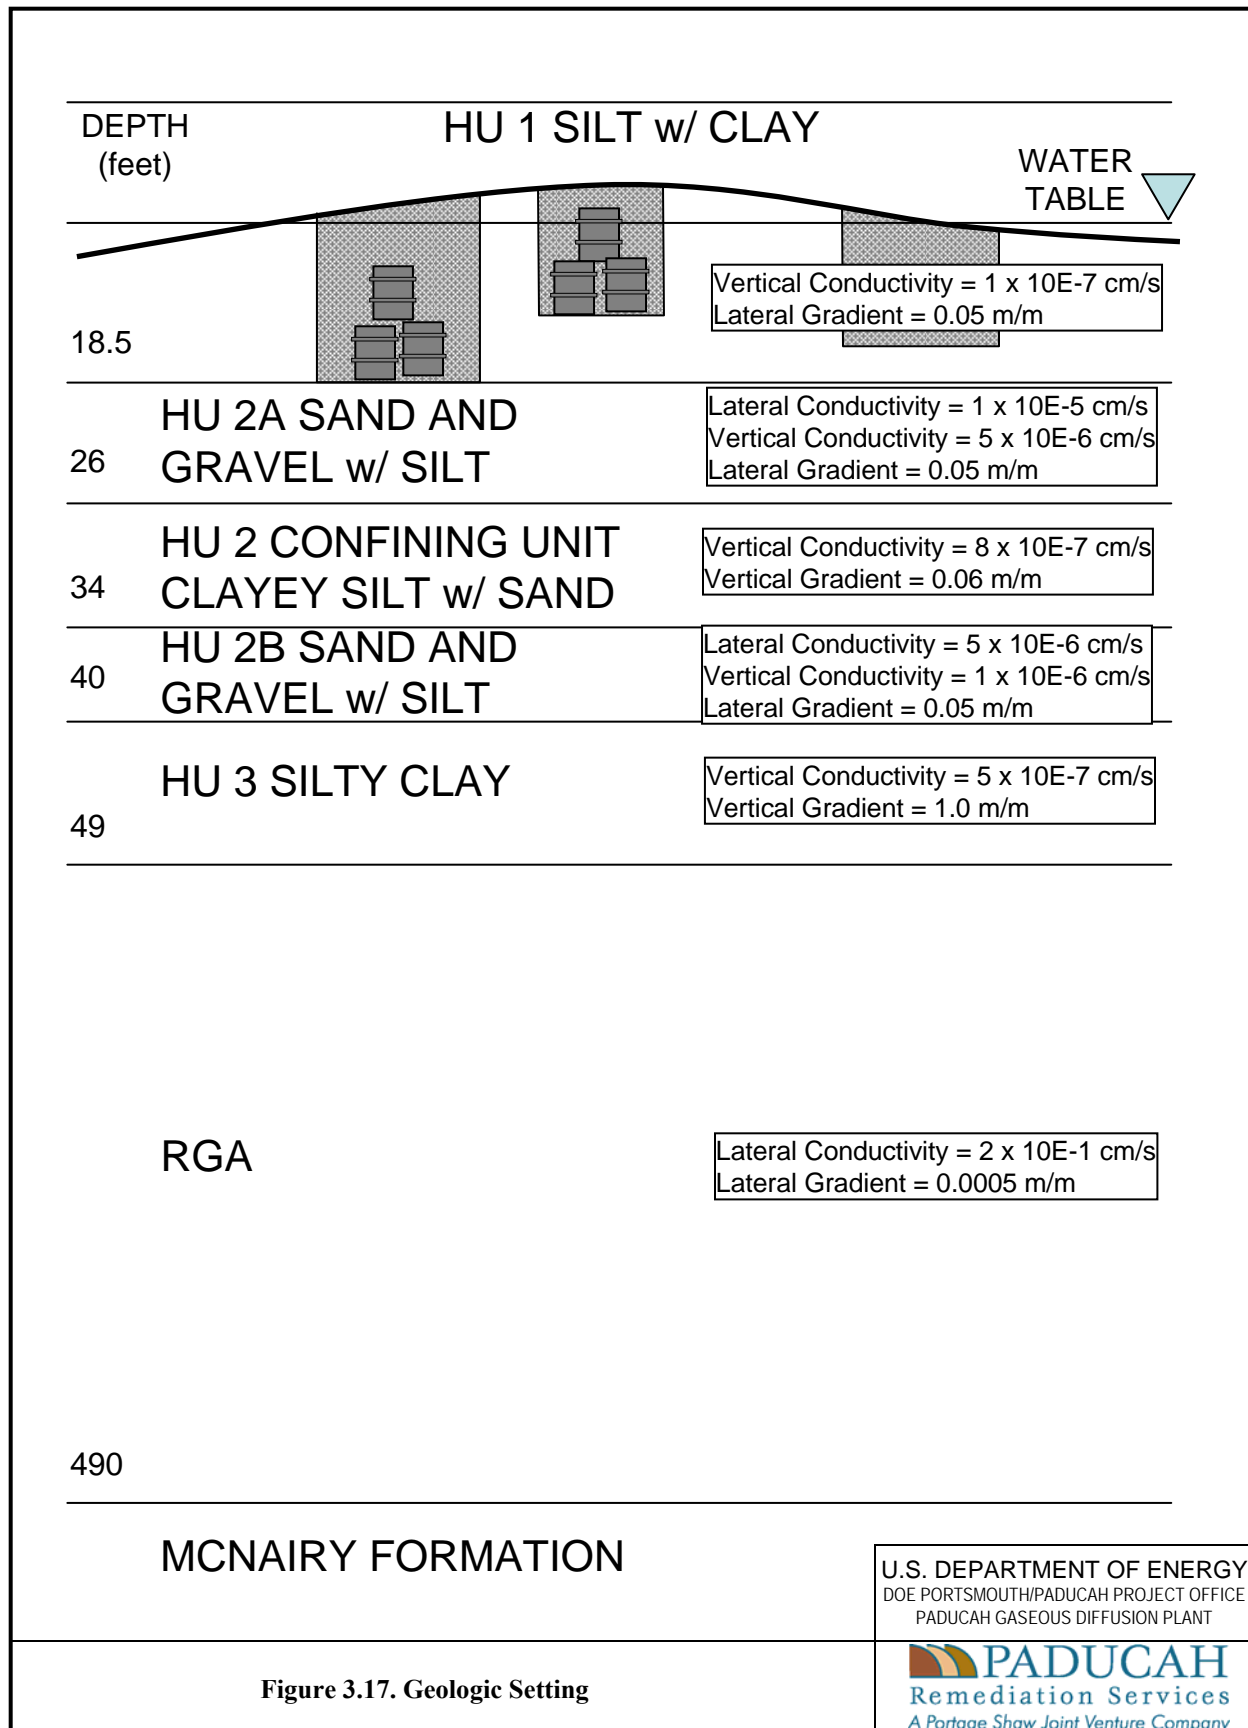 DEPTH
(feet)
HU 1 SILT w/ CLAY
WATER
TABLE
Vertical Conductivity = 1 x 10E-7 cm/s
Lateral Gradient = 0.05 m/m
18.5
HU 2A SAND AND
GRAVEL w/ SILT
26
Lateral Conductivity = 1 x 10E-5 cm/s
Vertical Conductivity = 5 x 10E-6 cm/s
Lateral Gradient = 0.05 m/m
HU 2 CONFINING UNIT
CLAYEY SILT w/ SAND
34
Vertical Conductivity = 8 x 10E-7 cm/s
Vertical Gradient = 0.06 m/m
HU 2B SAND AND
GRAVEL w/ SILT
40
Lateral Conductivity = 5 x 10E-6 cm/s
Vertical Conductivity = 1 x 10E-6 cm/s
Lateral Gradient = 0.05 m/m
HU 3 SILTY CLAY
49
Vertical Conductivity = 5 x 10E-7 cm/s
Vertical Gradient = 1.0 m/m
RGA
Lateral Conductivity = 2 x 10E-1 cm/s
Lateral Gradient = 0.0005 m/m
490
MCNAIRY FORMATION
U.S. DEPARTMENT OF ENERGY
DOE PORTSMOUTH/PADUCAH PROJECT OFFICE
PADUCAH GASEOUS DIFFUSION PLANT
PADUCAH
Remediation Services
A Portage Shaw Joint Venture Company
Figure 3.17. Geologic Setting